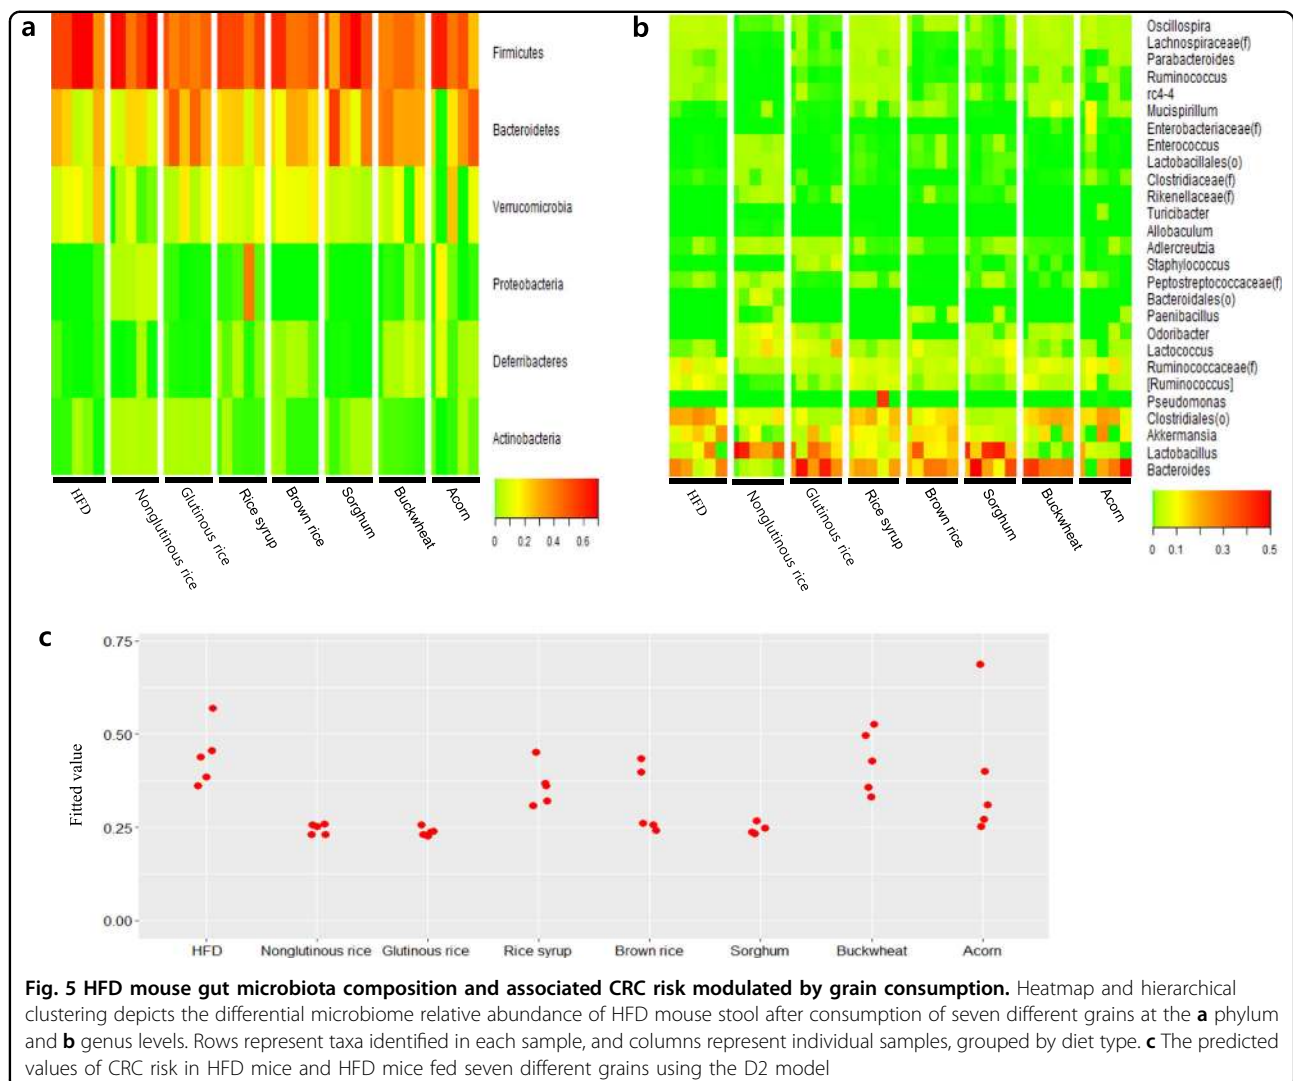 a
Firmicutes
Bacteroidetes
Verrucomicrobia
Proteobacteria
Deferribacteres
Actinobacteria
HFD
Nonglutinous rice
Glutinous rice
Rice syrup
Brown rice
Sorghum
Buckwheat
Acorn
0 0.2 0.4 0.6
b
Oscillospira
Lachnospiraceae(f)
Parabacteroides
Ruminococcus
rc4-4
Mucispirillum
Enterobacteriaceae(f)
Enterococcus
Lactobacillales(o)
Clostridiaceae(f)
Rikenellaceae(f)
Turicibacter
Allobaculum
Adlercreutzia
Staphylococcus
Peptostreptococcaceae(f)
Bacteroidales(o)
Paenibacillus
Odoribacter
Lactococcus
Ruminococcaceae(f)
[Ruminococcus]
Pseudomonas
Clostridiales(o)
Akkermansia
Lactobacillus
Bacteroides
HFD
Nonglutinous rice
Glutinous rice
Rice syrup
Brown rice
Sorghum
Buckwheat
Acorn
0 0.1 0.3 0.5
c
Fitted value
0.75
0.50
0.25
0.00
HFD Nonglutinous rice Glutinous rice Rice syrup Brown rice Sorghum Buckwheat Acorn
Fig. 5 HFD mouse gut microbiota composition and associated CRC risk modulated by grain consumption. Heatmap and hierarchical
clustering depicts the differential microbiome relative abundance of HFD mouse stool after consumption of seven different grains at the a phylum
and b genus levels. Rows represent taxa identified in each sample, and columns represent individual samples, grouped by diet type. c The predicted
values of CRC risk in HFD mice and HFD mice fed seven different grains using the D2 model